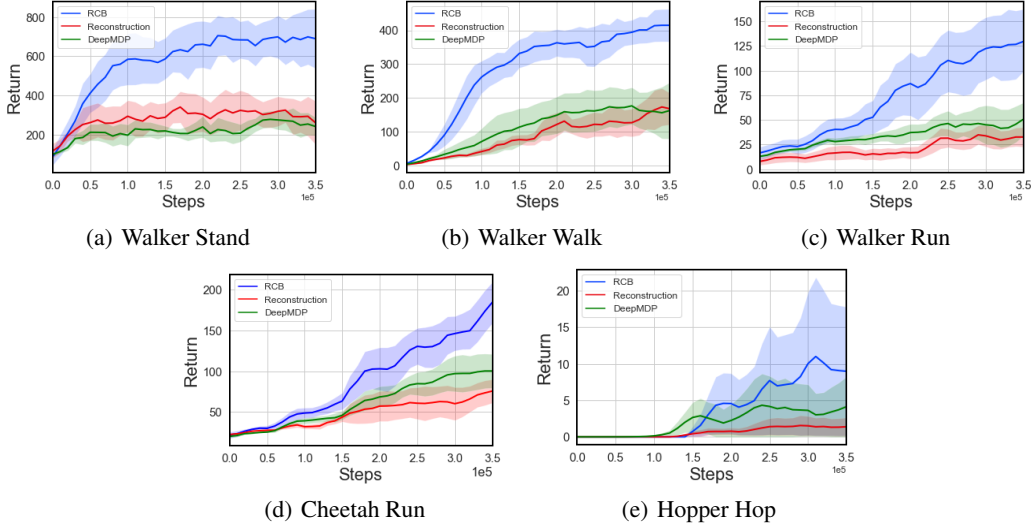 800
600
400
200
Return
RCB
Reconstruction
DeepMDP
0.0 0.5 1.0 1.5 2.0 2.5 3.0 3.5
1e5
Steps
(a) Walker Stand
400
300
200
100
0
Return
RCB
Reconstruction
DeepMDP
0.0 0.5 1.0 1.5 2.0 2.5 3.0 3.5
1e5
Steps
(b) Walker Walk
150
125
100
75
50
25
0
Return
RCB
Reconstruction
DeepMDP
0.0 0.5 1.0 1.5 2.0 2.5 3.0 3.5
1e5
Steps
(c) Walker Run
200
150
100
50
Return
RCB
Reconstruction
DeepMDP
0.0 0.5 1.0 1.5 2.0 2.5 3.0 3.5
1e5
Steps
(d) Cheetah Run
20
15
10
5
0
Return
RCB
Reconstruction
DeepMDP
0.0 0.5 1.0 1.5 2.0 2.5 3.0 3.5
1e5
Steps
(e) Hopper Hop